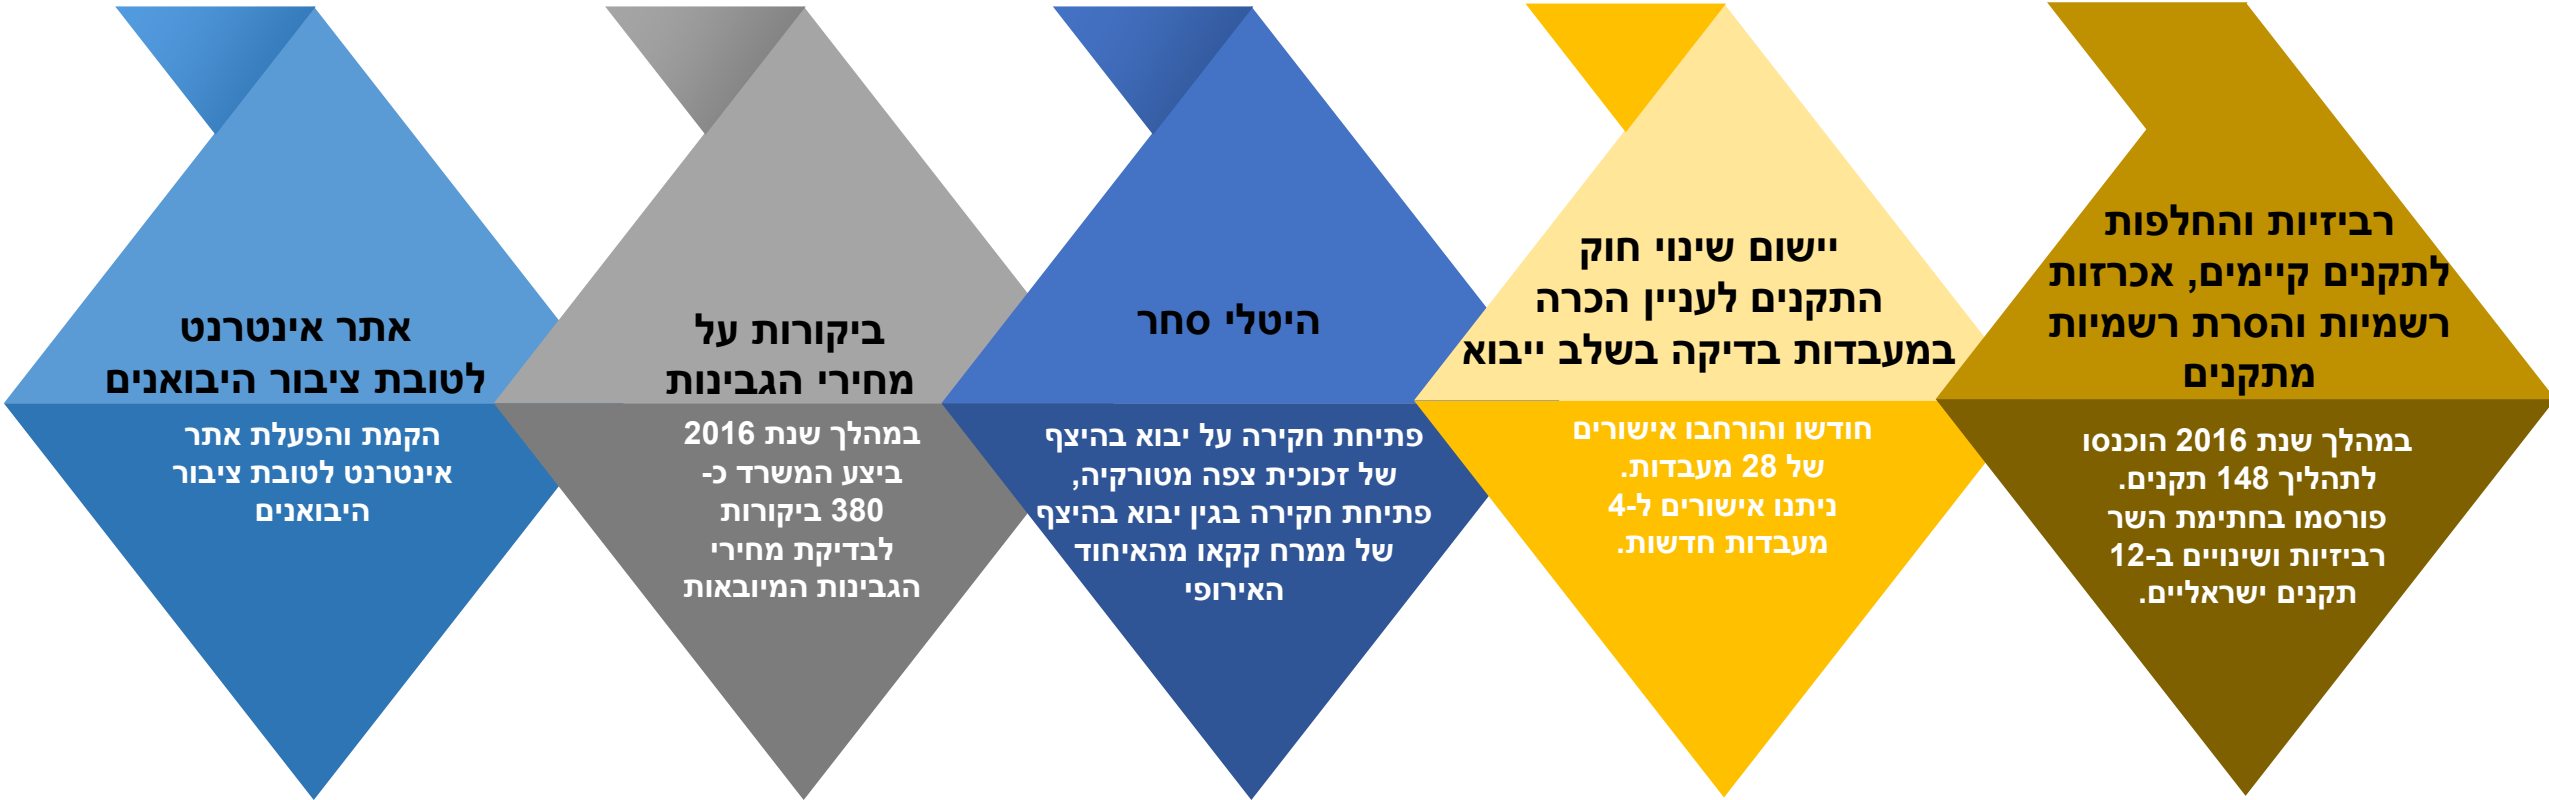 רביזיות והחלפות
לתקנים קיימים, אכרזות
רשמיות והסרת רשמיות
מתקנים
במהלך שנת 2016 הוכנסו
לתהליך 148 תקנים.
פורסמו בחתימת השר
רביזיות ושינויים ב-12
תקנים ישראליים.
יישום שינוי חוק
התקנים לעניין הכרה
במעבדות בדיקה בשלב ייבוא
חודשו והורחבו אישורים
של 28 מעבדות.
ניתנו אישורים ל-4
מעבדות חדשות.
היטלי סחר
פתיחת חקירה על יבוא בהיצף
של זכוכית צפה מטורקיה,
פתיחת חקירה בגין יבוא בהיצף
של ממרח קקאו מהאיחוד
האירופי
ביקורות על
מחירי הגבינות
במהלך שנת 2016
ביצע המשרד כ-
380 ביקורות
לבדיקת מחירי
הגבינות המיובאות
אתר אינטרנט
לטובת ציבור היבואנים
הקמת והפעלת אתר
אינטרנט לטובת ציבור
היבואנים